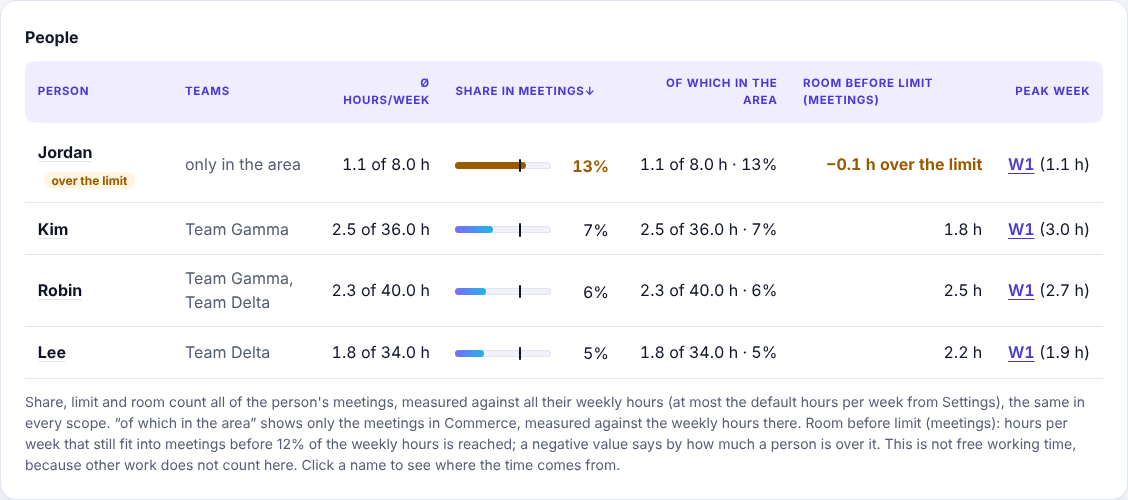 People
PERSON TEAMS Ø HOURS/WEEK SHARE IN MEETINGS↓ OF WHICH IN THE AREA ROOM BEFORE LIMIT (MEETINGS) PEAK WEEK
Jordan over the limit only in the area 1.1 of 8.0 h 13% 1.1 of 8.0 h · 13% −0.1 h over the limit W1 (1.1 h)
Kim Team Gamma 2.5 of 36.0 h 7% 2.5 of 36.0 h · 7% 1.8 h W1 (3.0 h)
Robin Team Gamma, Team Delta 2.3 of 40.0 h 6% 2.3 of 40.0 h · 6% 2.5 h W1 (2.7 h)
Lee Team Delta 1.8 of 34.0 h 5% 1.8 of 34.0 h · 5% 2.2 h W1 (1.9 h)
Share, limit and room count all of the person's meetings, measured against all their weekly hours (at most the default hours per week from Settings), the same in
every scope. “of which in the area” shows only the meetings in Commerce, measured against the weekly hours there. Room before limit (meetings): hours per
week that still fit into meetings before 12% of the weekly hours is reached; a negative value says by how much a person is over it. This is not free working time,
because other work does not count here. Click a name to see where the time comes from.